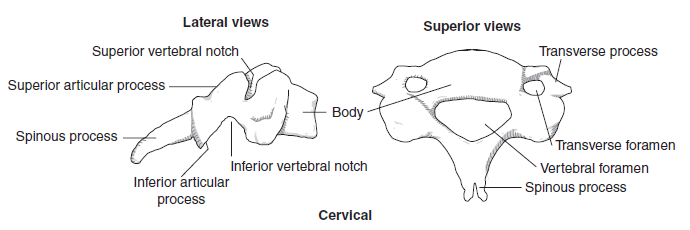 Lateral views
Superior views
Superior vertebral notch
Transverse process
Superior articular process
Body
Spinous process
Transverse foramen
Inferior vertebral notch
Vertebral foramen
Inferior articular
process
Spinous process
Cervical